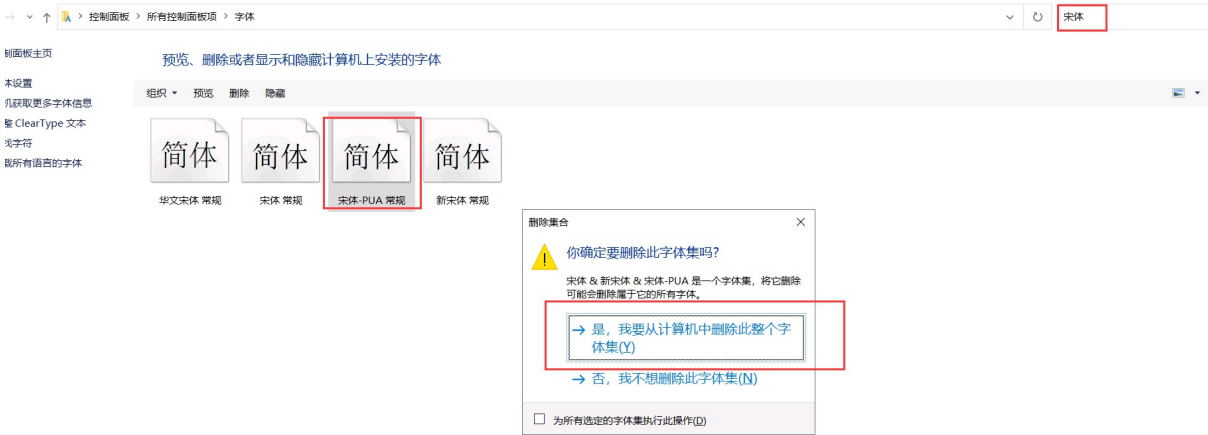 控制面板 › 所有控制面板项 › 字体
宋体
制面板主页
预览、删除或者显示和隐藏计算机上安装的字体
本设置
组织 预览 删除 隐藏
机获取更多字体信息
整 ClearType 文本
找字符
载所有语言的字体
简体 简体 简体 简体
华文宋体 常规 宋体 常规 宋体-PUA 常规 新宋体 常规
删除集合
你确定要删除此字体集吗?
宋体 & 新宋体 & 宋体-PUA 是一个字体集，将它删除
可能会删除属于它的所有字体。
是，我要从计算机中删除此整个字
体集(Y)
否，我不想删除此字体集(N)
为所有选定的字体集执行此操作(D)